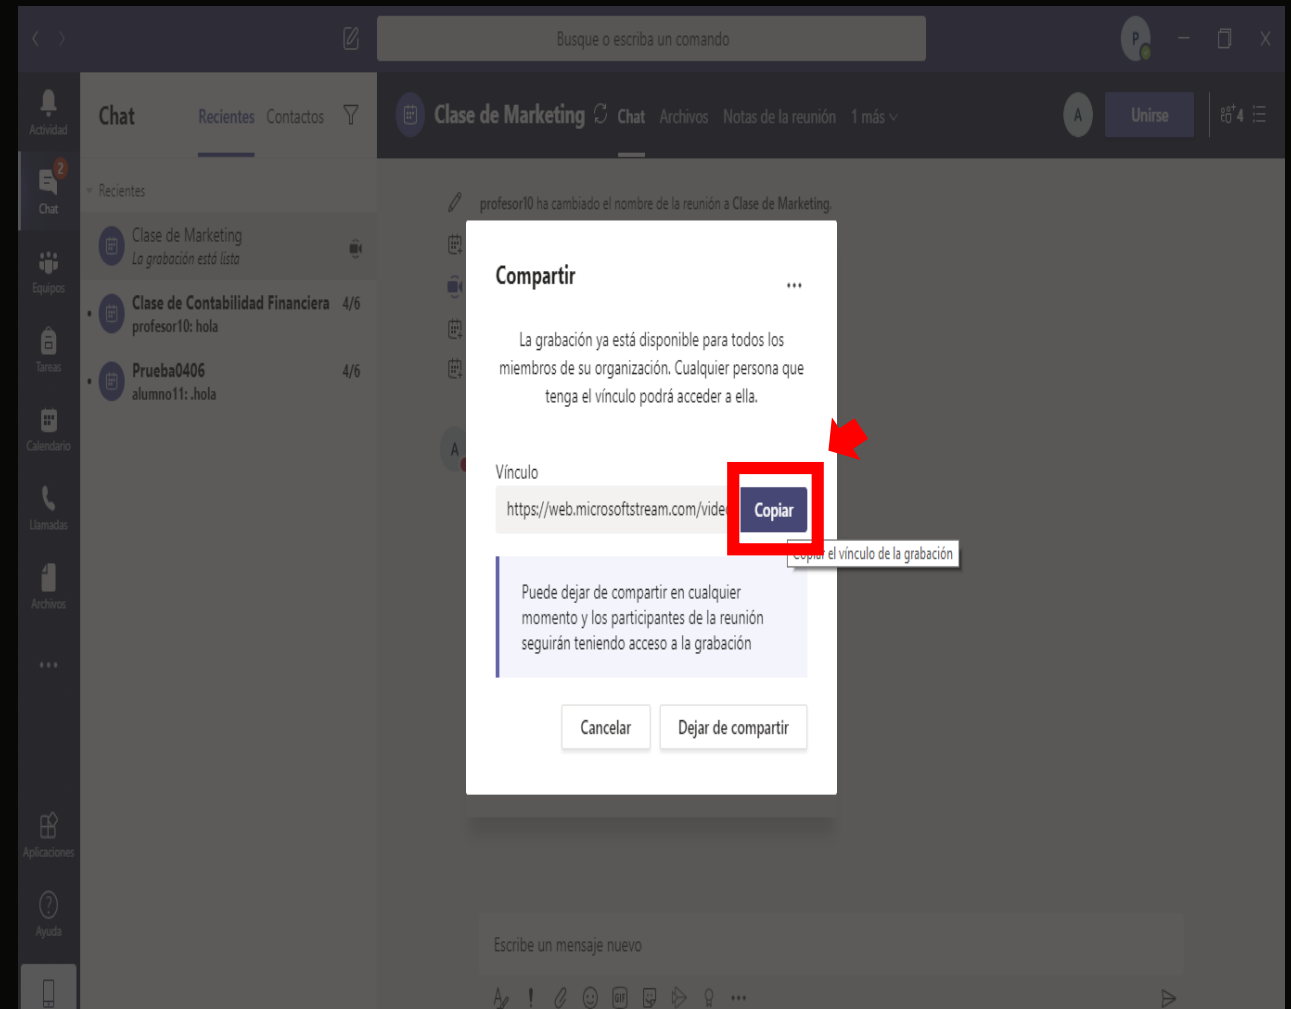 Busque o escriba un comando
P
Actividad
Chat
Recientes
Contactos
Clase de Marketing
Chat
Archivos
Notas de la reunión
1 más
A
Unirse
4
2
Chat
Recientes
profesor10 ha cambiado el nombre de la reunión a Clase de Marketing.
Clase de Marketing
La grabación está lista
Equipos
Clase de Contabilidad Financiera 4/6
profesor10: hola
Tareas
Prueba0406 4/6
alumno11: .hola
Calendario
Llamadas
Archivos
Aplicaciones
Ayuda
Compartir
La grabación ya está disponible para todos los
miembros de su organización. Cualquier persona que
tenga el vínculo podrá acceder a ella.
A
Vínculo
https://web.microsoftstream.com/vide
Copiar
Copiar el vínculo de la grabación
Puede dejar de compartir en cualquier
momento y los participantes de la reunión
seguirán teniendo acceso a la grabación
Cancelar
Dejar de compartir
Escribe un mensaje nuevo
GIF